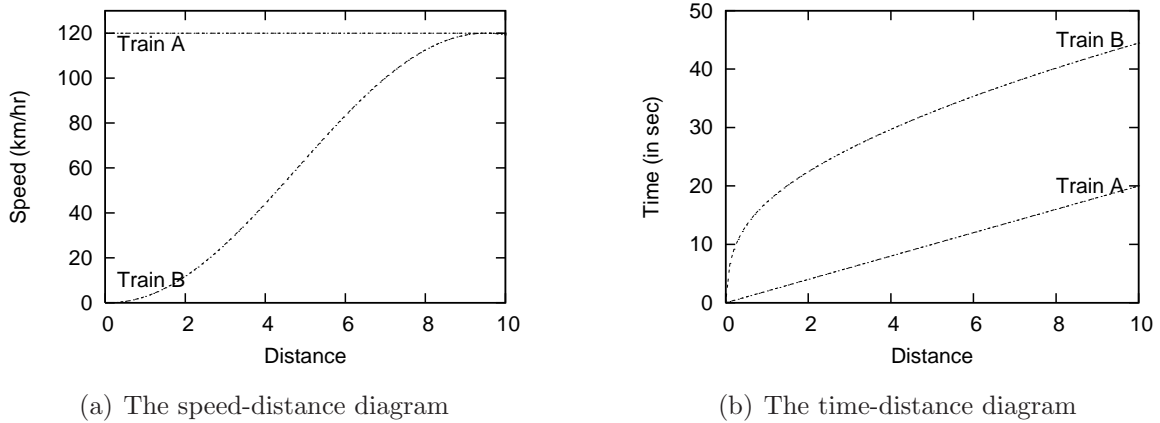 120
100
80
60
40
20
0
Speed (km/hr)
Train A
Train B
0 2 4 6 8 10
Distance
(a) The speed-distance diagram
50
40
30
20
10
0
Time (in sec)
Train B
Train A
0 2 4 6 8 10
Distance
(b) The time-distance diagram